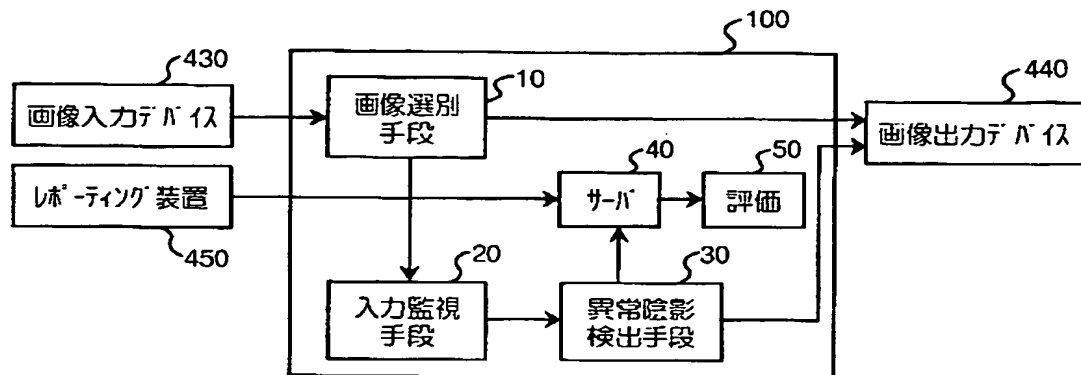 100
430
10
440
画像入力デバイス
画像選別
手段
画像出力デバイス
40
50
レポーティング装置
サーバ
評価
450
20
30
入力監視
手段
異常陰影
検出手段